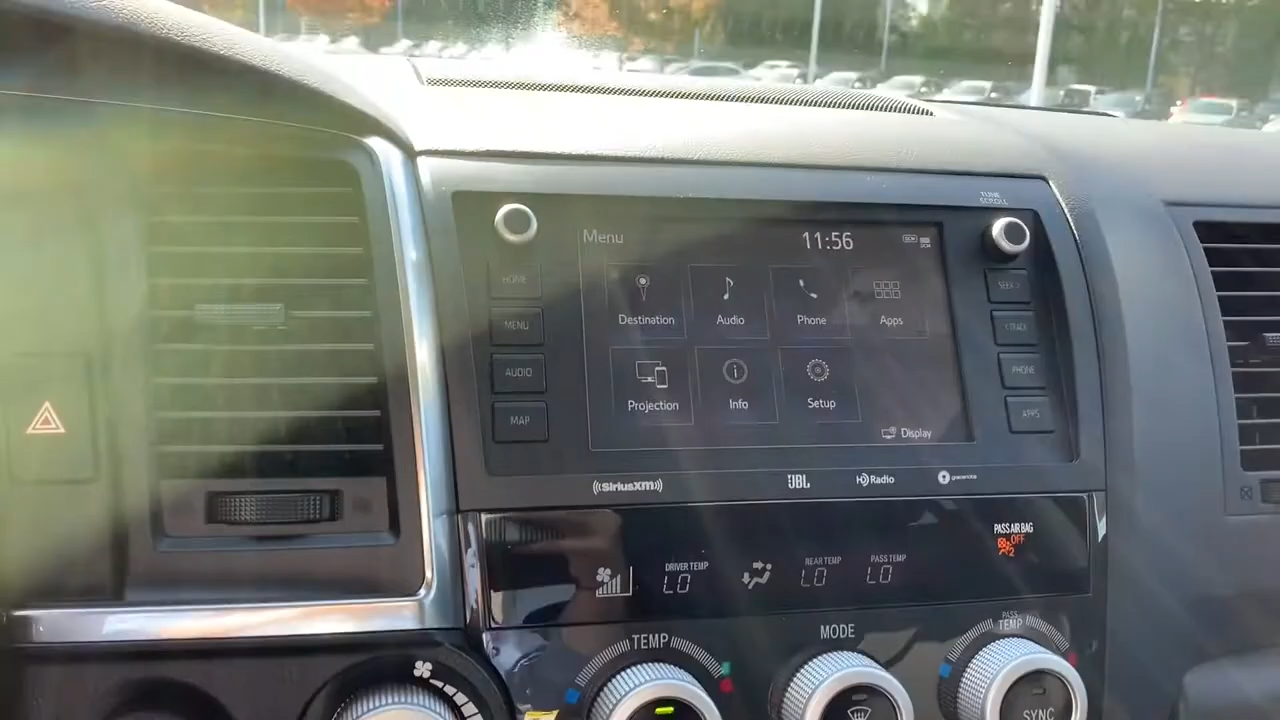 TUNE
SCROLL
Menu
11:56
HOME
MENU
AUDIO
MAP
Destination
Audio
Phone
Apps
Projection
Info
Setup
Display
SEEK >
< TRACK
PHONE
APPS
((SiriusXM))
JBL
HD Radio
gracenote
PASS AIR BAG
OFF
2
DRIVER TEMP
LO
REAR TEMP
LO
PASS TEMP
LO
TEMP
MODE
PASS
TEMP
SYNC